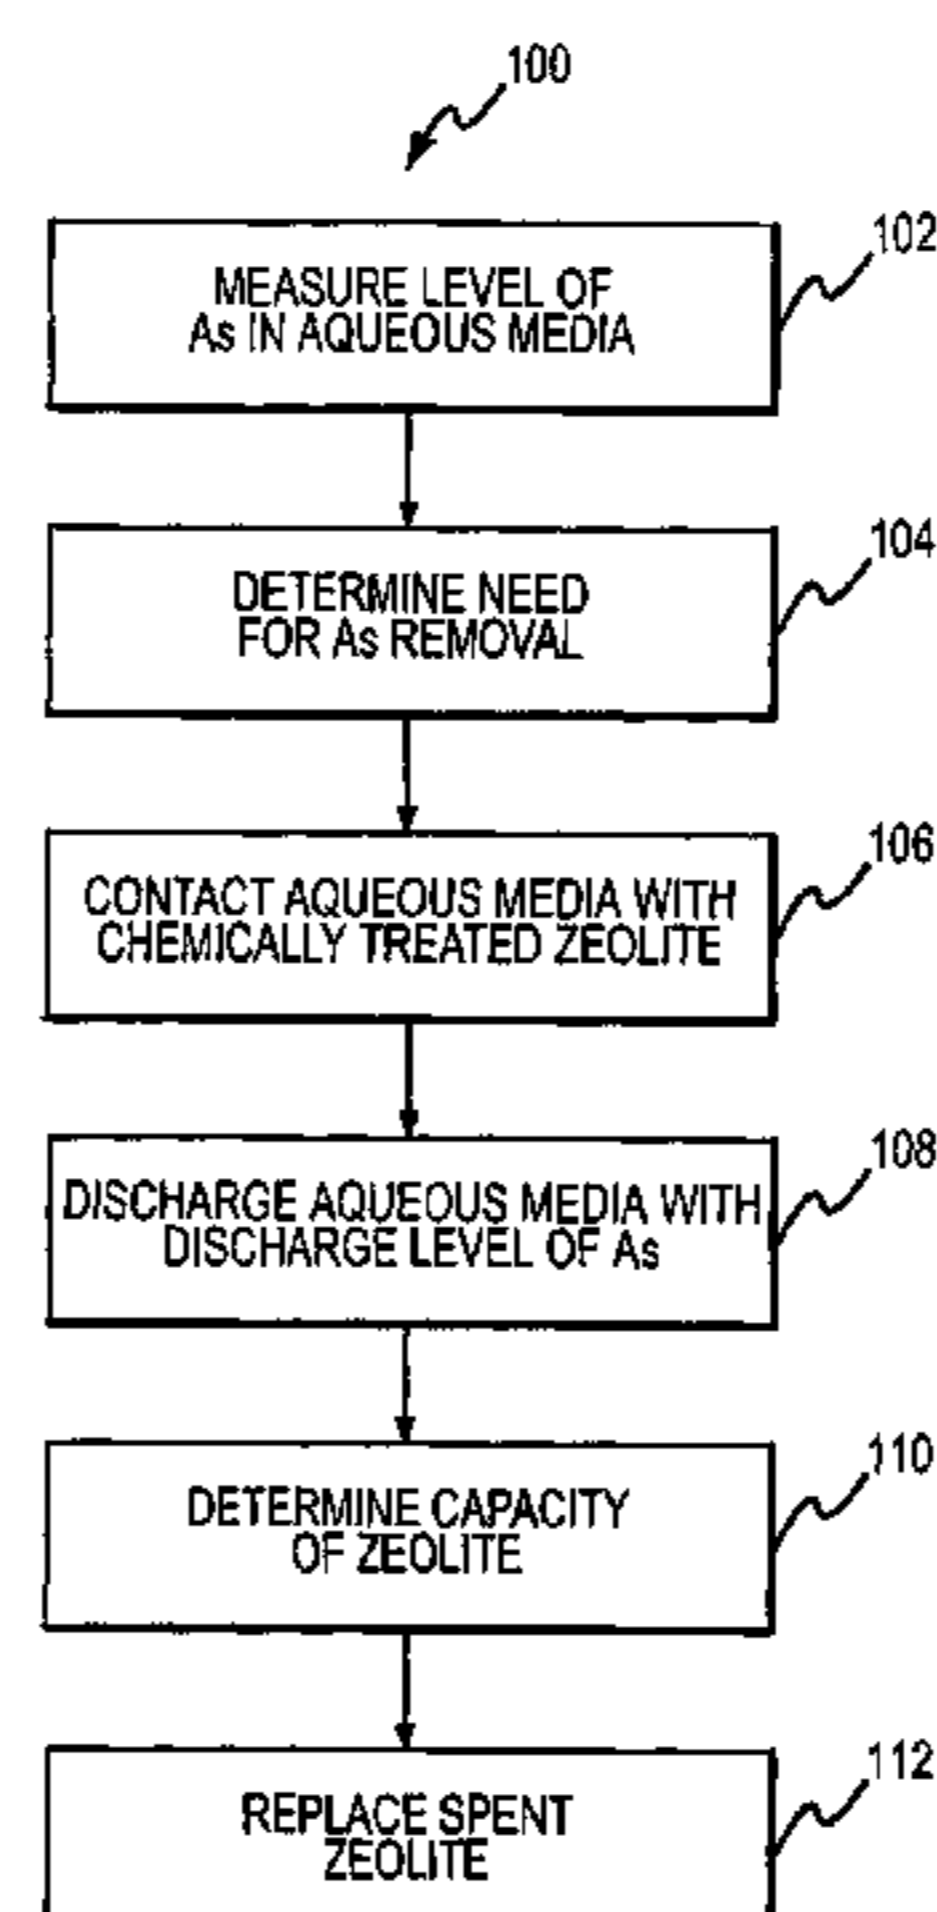 100
102
MEASURE LEVEL OF
As IN AQUEOUS MEDIA
104
DETERMINE NEED
FOR As REMOVAL
106
CONTACT AQUEOUS MEDIA WITH
CHEMICALLY TREATED ZEOLITE
108
DISCHARGE AQUEOUS MEDIA WITH
DISCHARGE LEVEL OF As
110
DETERMINE CAPACITY
OF ZEOLITE
112
REPLACE SPENT
ZEOLITE